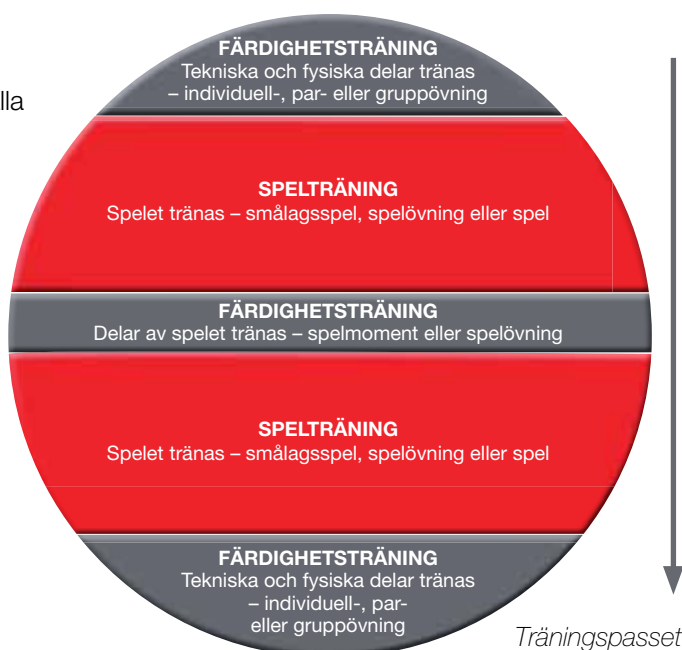 lla
FÄRDIGHETSTRÄNING
Tekniska och fysiska delar tränas
– individuell-, par- eller gruppövning
SPELTRÄNING
Spelet tränas – smålagsspel, spelövning eller spel
FÄRDIGHETSTRÄNING
Delar av spelet tränas – spelmoment eller spelövning
SPELTRÄNING
Spelet tränas – smålagsspel, spelövning eller spel
FÄRDIGHETSTRÄNING
Tekniska och fysiska delar tränas
– individuell-, par-
eller gruppövning
Träningspasset